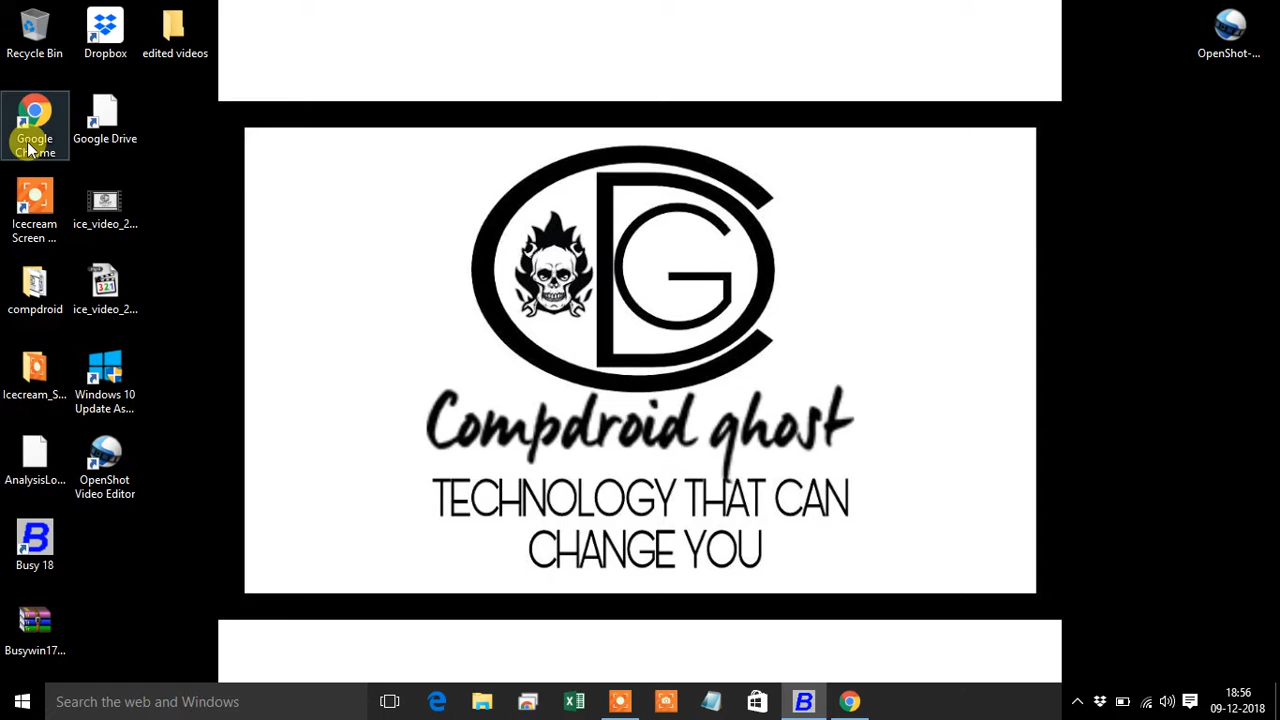 Recycle Bin
Dropbox
edited videos
OpenShot-...
Google
Chrome
Google Drive
Icecream
Screen ...
ice_video_2...
compdroid
321
ice_video_2...
Icecream_S...
Windows 10
Update As...
AnalysisLo...
OpenShot
Video Editor
B
Busy 18
Busywin17...
CDG
Compdroid ghost
TECHNOLOGY THAT CAN
CHANGE YOU
Search the web and Windows
B
18:56
09-12-2018